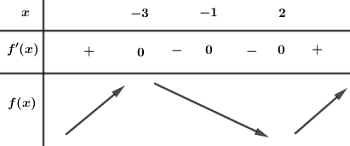 x −3 −1 2
f′(x) + 0 − 0 − 0 +
f(x)